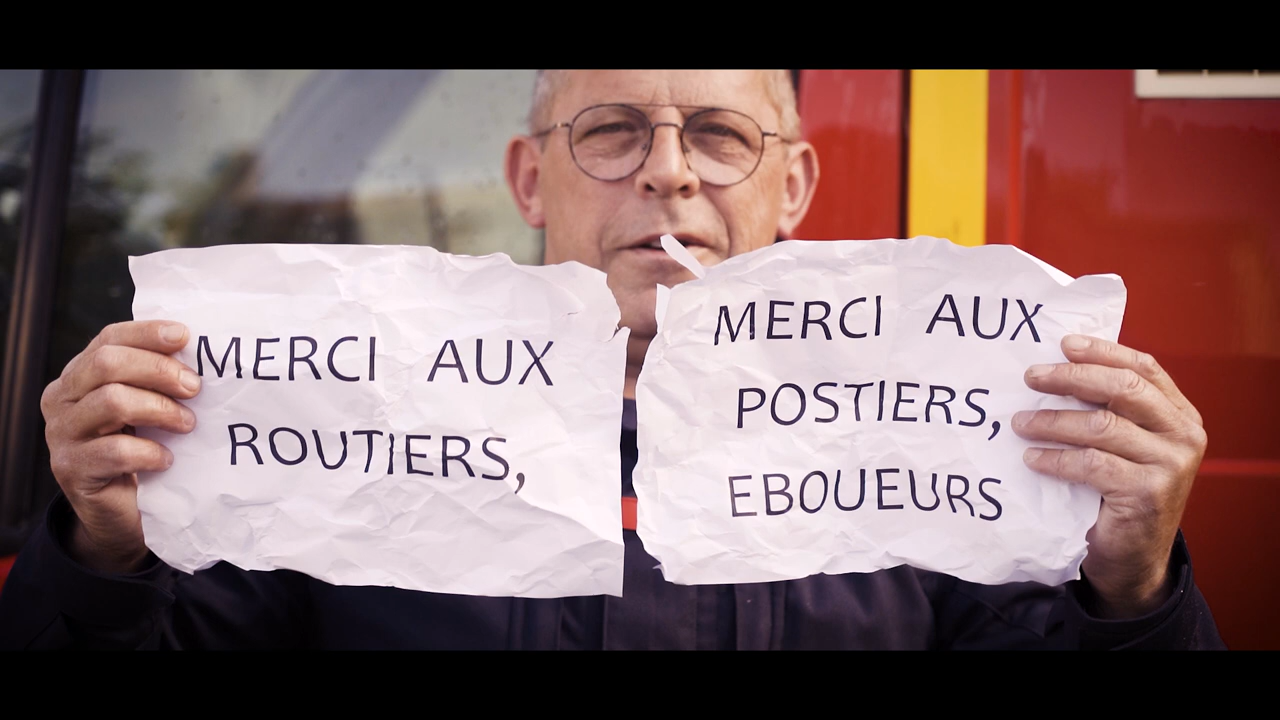 MERCI AUX
ROUTIERS,
MERCI AUX
POSTIERS,
EBOUEURS